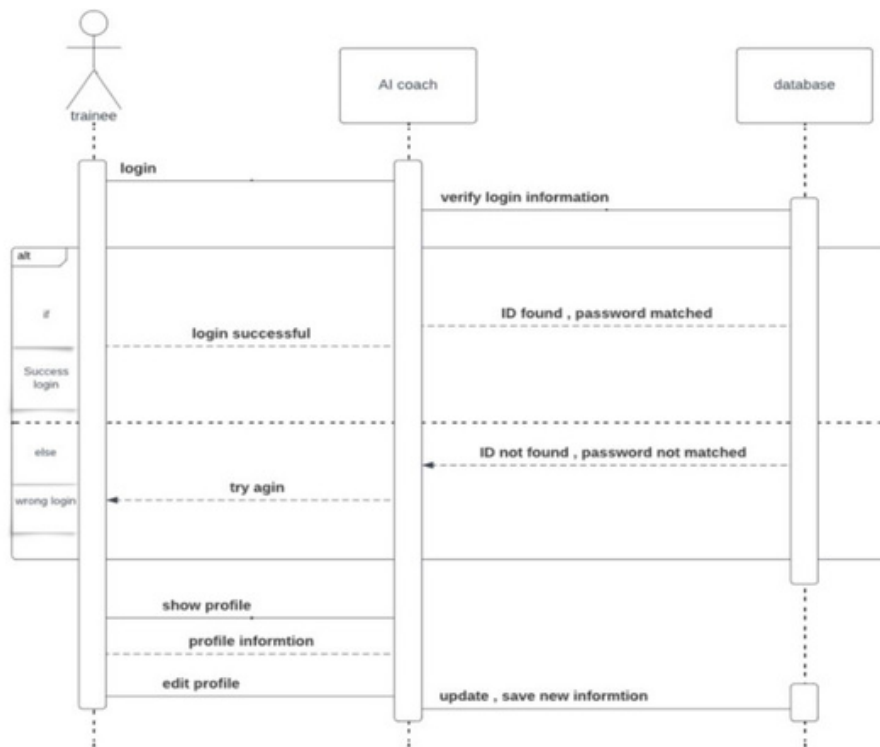 trainee
AI coach
database
login
verify login information
alt
if
ID found , password matched
login successful
Success
login
else
ID not found , password not matched
try agin
wrong login
show profile
profile informtion
edit profile
update , save new informtion